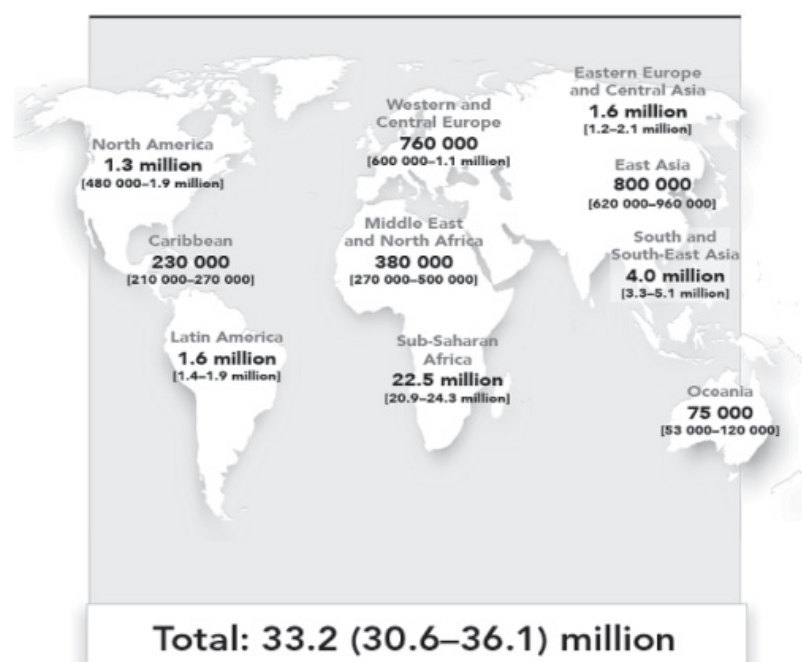 Eastern Europe
and Central Asia
1.6 million
[1.2–2.1 million]
Western and
Central Europe
760 000
[600 000–1.1 million]
North America
1.3 million
[480 000–1.9 million]
East Asia
800 000
[620 000–960 000]
Middle East
and North Africa
380 000
[270 000–500 000]
Caribbean
230 000
[210 000–270 000]
South and
South-East Asia
4.0 million
[3.3–5.1 million]
Latin America
1.6 million
[1.4–1.9 million]
Sub-Saharan
Africa
22.5 million
[20.9–24.3 million]
Oceania
75 000
[53 000–120 000]
Total: 33.2 (30.6–36.1) million